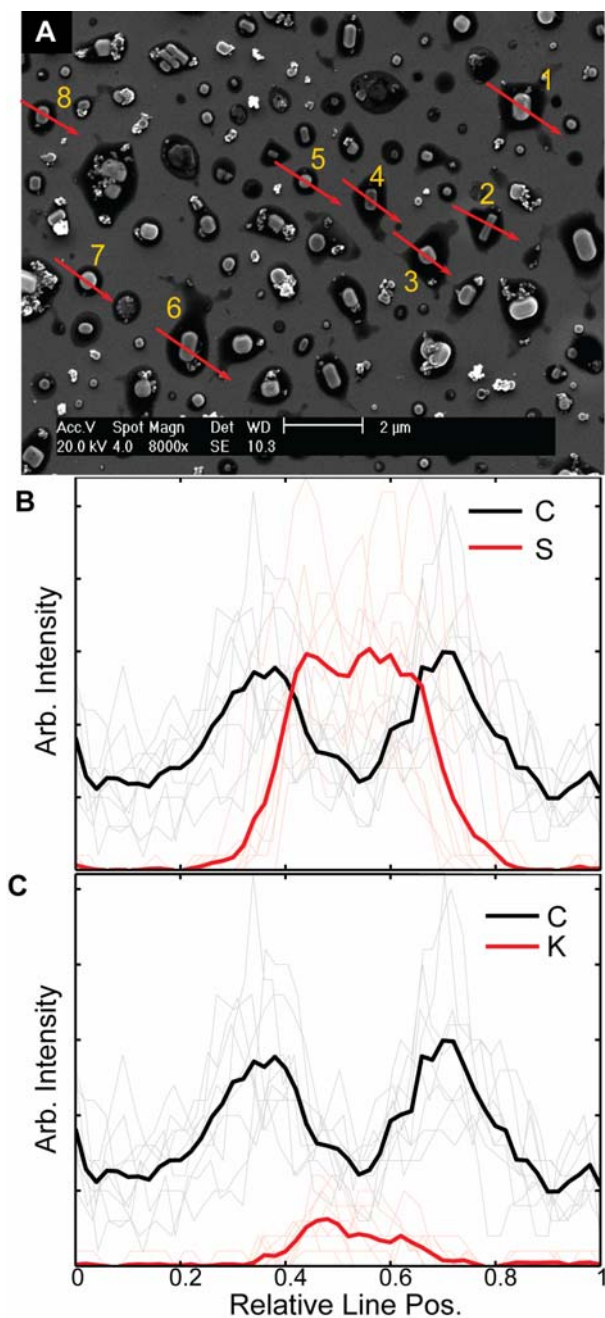 A
1
8
5
4
2
7
3
6
Acc.V Spot Magn Det WD 2 µm
20.0 kV 4.0 8000x SE 10.3
B
C
S
Arb. Intensity
C
C
K
Arb. Intensity
0 0.2 0.4 0.6 0.8 1
Relative Line Pos.